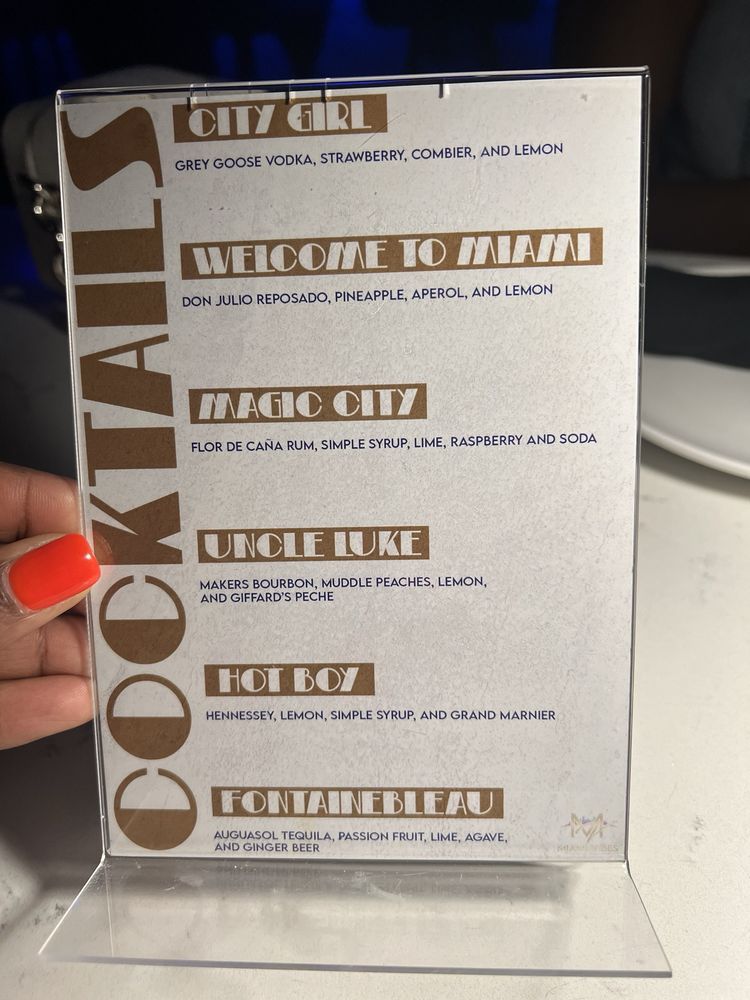 COCKTAILS
CITY GIRL
GREY GOOSE VODKA, STRAWBERRY, COMBIER, AND LEMON
WELCOME TO MIAMI
DON JULIO REPOSADO, PINEAPPLE, APEROL, AND LEMON
MAGIC CITY
FLOR DE CAÑA RUM, SIMPLE SYRUP, LIME, RASPBERRY AND SODA
UNCLE LUKE
MAKERS BOURBON, MUDDLE PEACHES, LEMON,
AND GIFFARD'S PECHE
HOT BOY
HENNESSEY, LEMON, SIMPLE SYRUP, AND GRAND MARNIER
FONTAINEBLEAU
AUGUASOL TEQUILA, PASSION FRUIT, LIME, AGAVE,
AND GINGER BEER
MIAMI VIBES